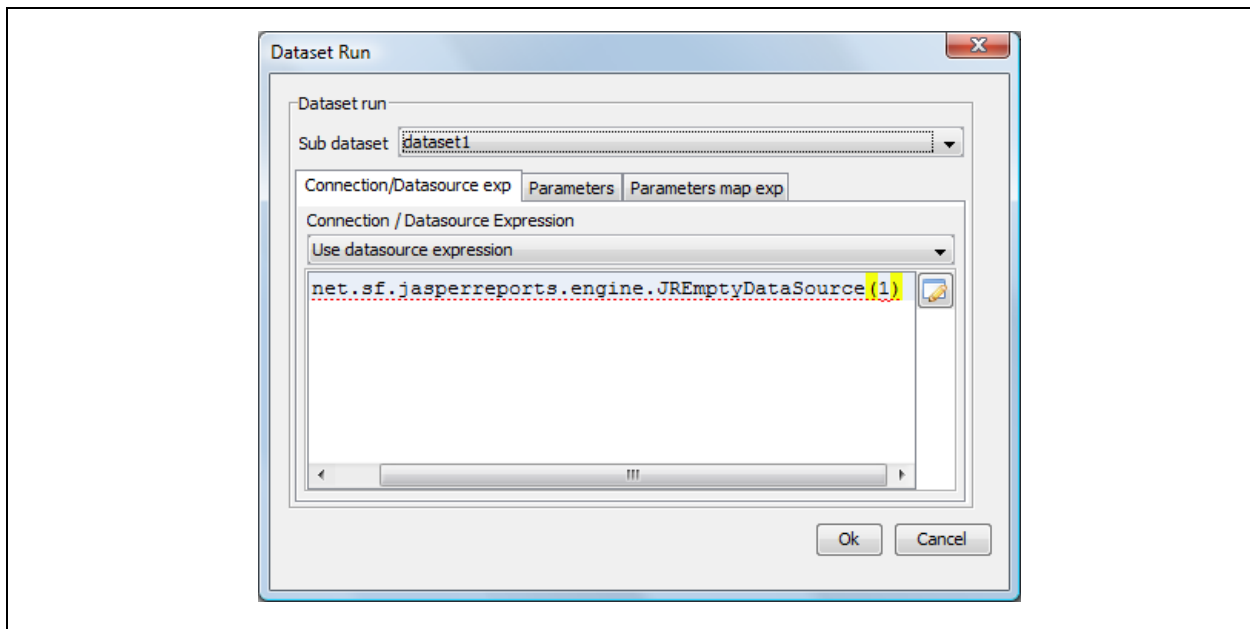 Dataset Run
Dataset run
Sub dataset dataset1
Connection/Datasource exp Parameters Parameters map exp
Connection / Datasource Expression
Use datasource expression
net.sf.jasperreports.engine.JREmptyDataSource(1)
Ok Cancel